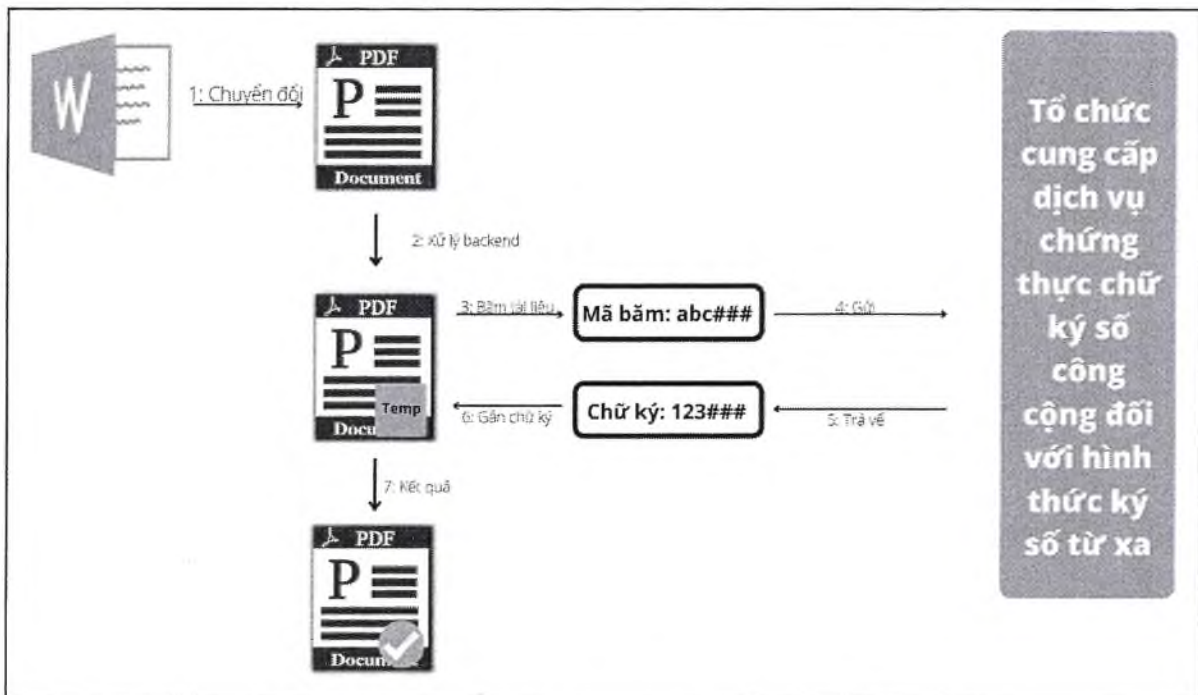 W
PDF
P
Document
1: Chuyển đổi
2: Xử lý backend
PDF
P
Temp
Docu
3: Băm tài liệu
Mã băm: abc###
4: Gửi
Chữ ký: 123###
5: Trả về
6: Gắn chữ ký
7: Kết quả
PDF
P
Docum
Tổ chức
cung cấp
dịch vụ
chứng
thực chữ
ký số
công
cộng đối
với hình
thức ký
số từ xa